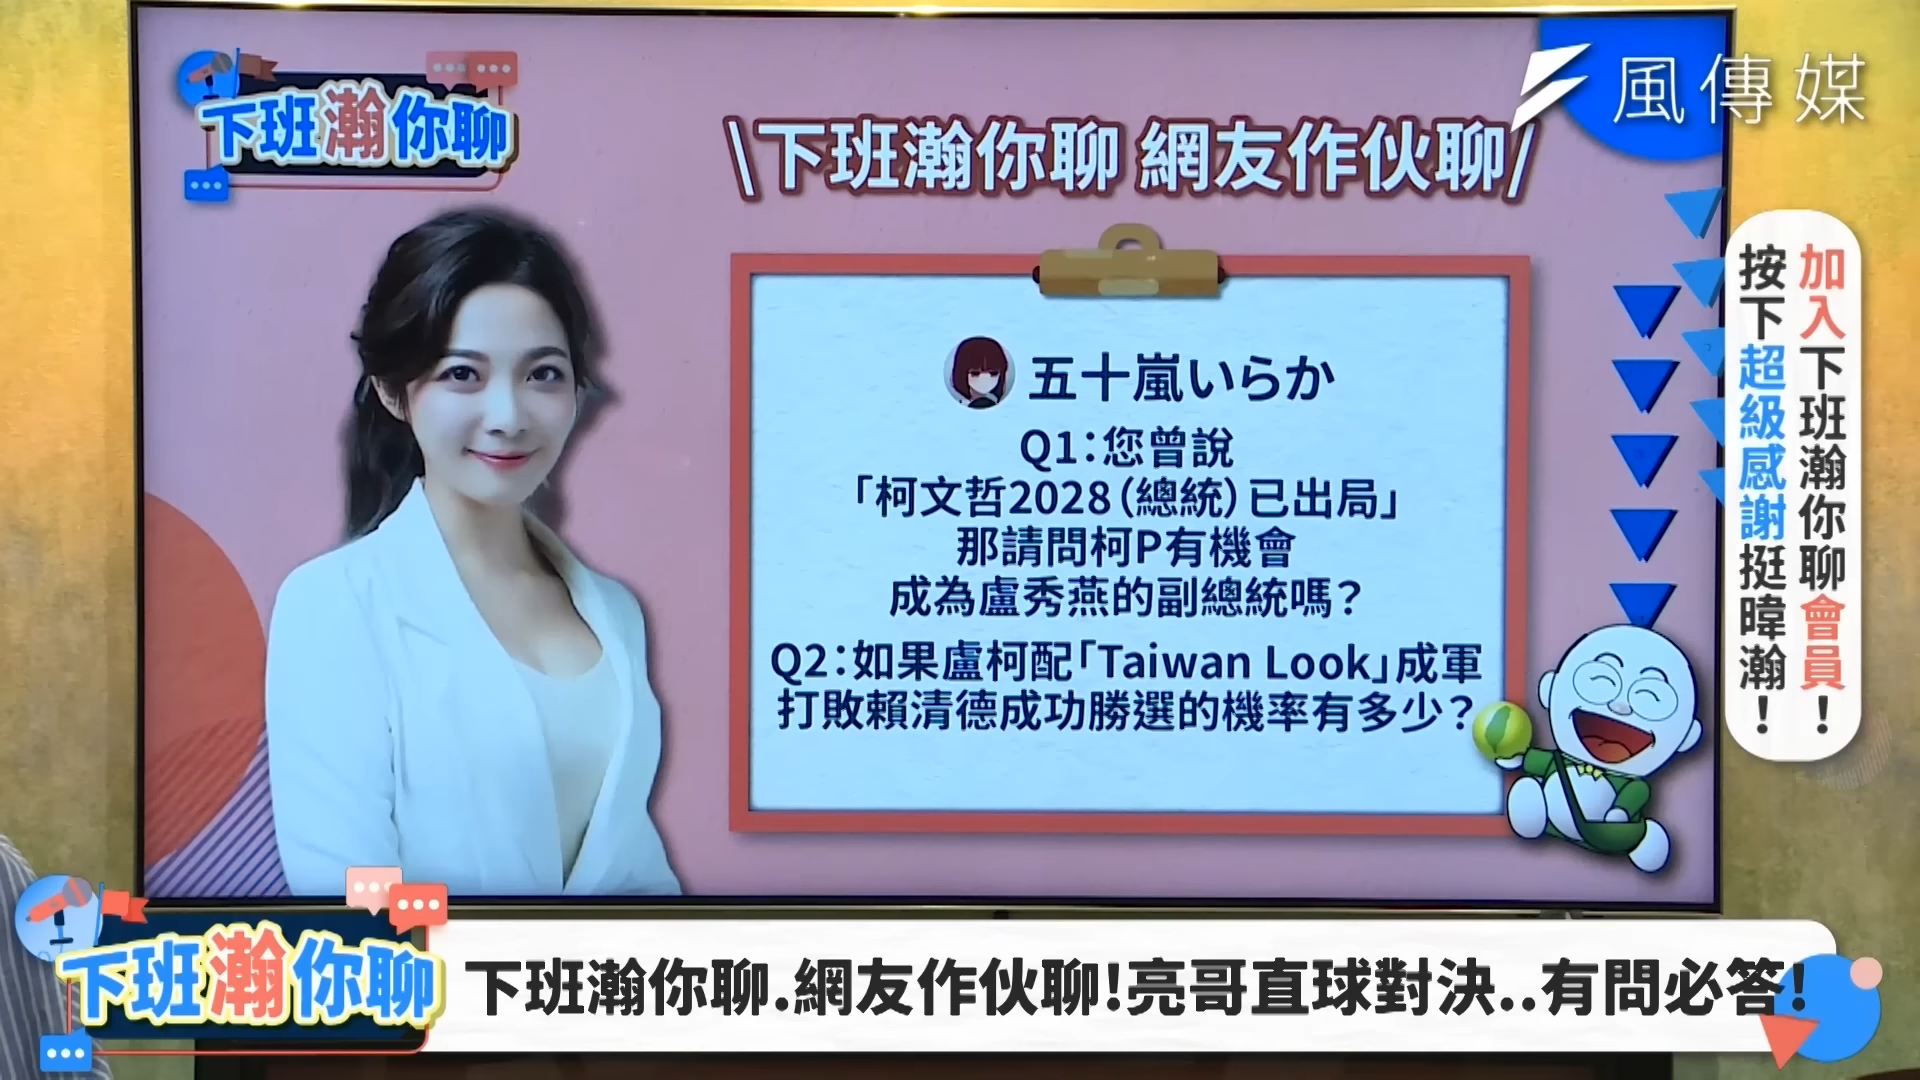 下班瀚你聊
風傳媒
\下班瀚你聊 網友作伙聊/
五十嵐いらか
Q1:您曾說
「柯文哲2028(總統)已出局」
那請問柯P有機會
成為盧秀燕的副總統嗎?
Q2:如果盧柯配「Taiwan Look」成軍
打敗賴清德成功勝選的機率有多少?
加入下班瀚你聊會員!
按下超級感謝挺暐瀚!
下班瀚你聊
下班瀚你聊.網友作伙聊!亮哥直球對決..有問必答!